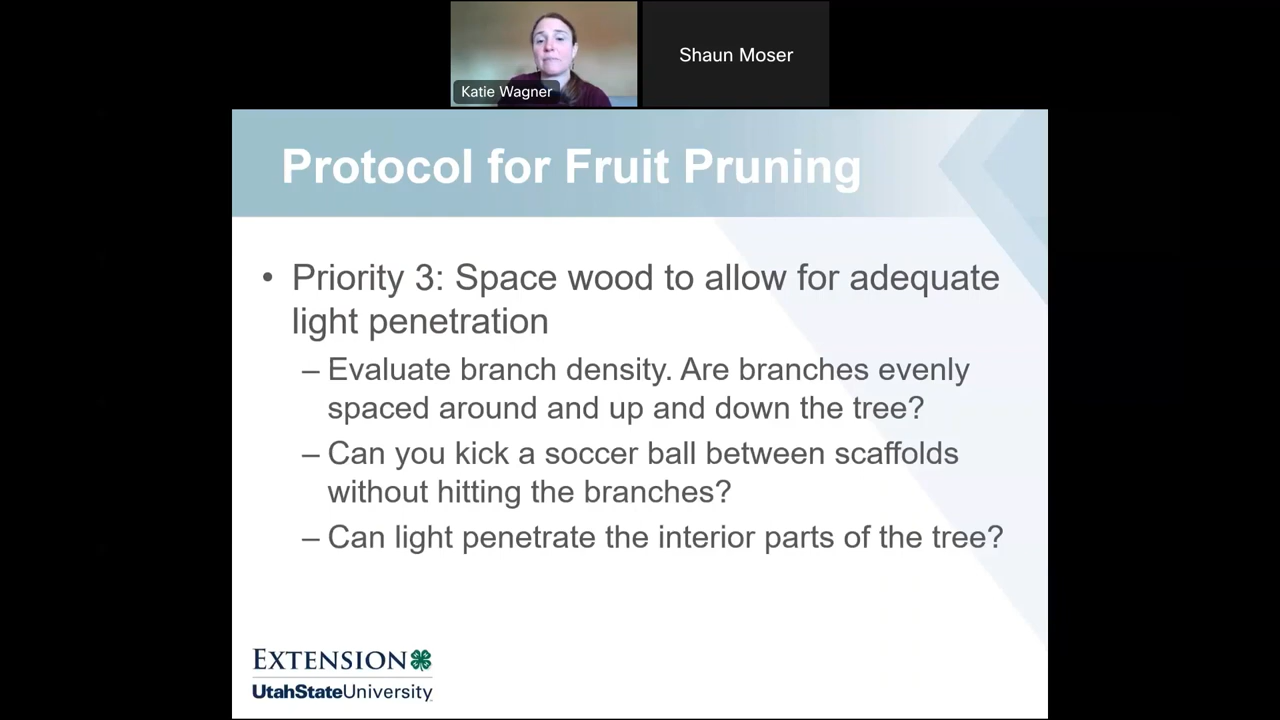 Katie Wagner
Shaun Moser
Protocol for Fruit Pruning
• Priority 3: Space wood to allow for adequate
light penetration
– Evaluate branch density. Are branches evenly
spaced around and up and down the tree?
– Can you kick a soccer ball between scaffolds
without hitting the branches?
– Can light penetrate the interior parts of the tree?
EXTENSION
UtahStateUniversity